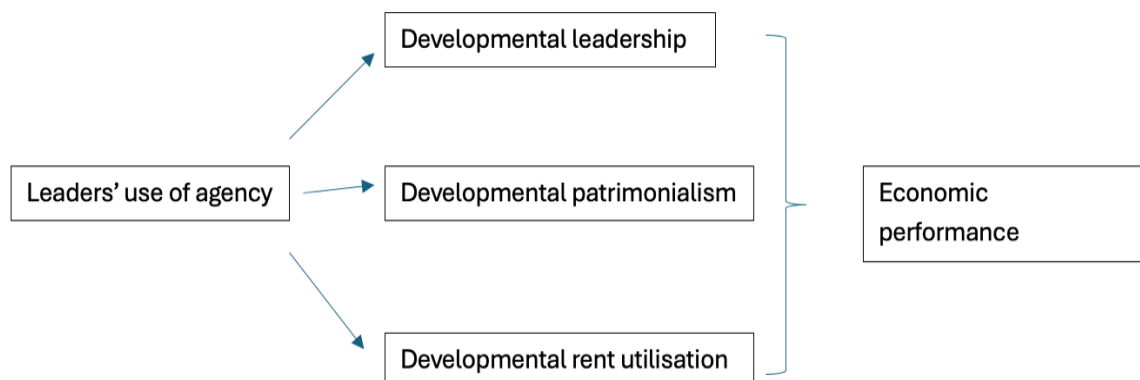 Developmental leadership
Leaders’ use of agency
Developmental patrimonialism
Economic
performance
Developmental rent utilisation